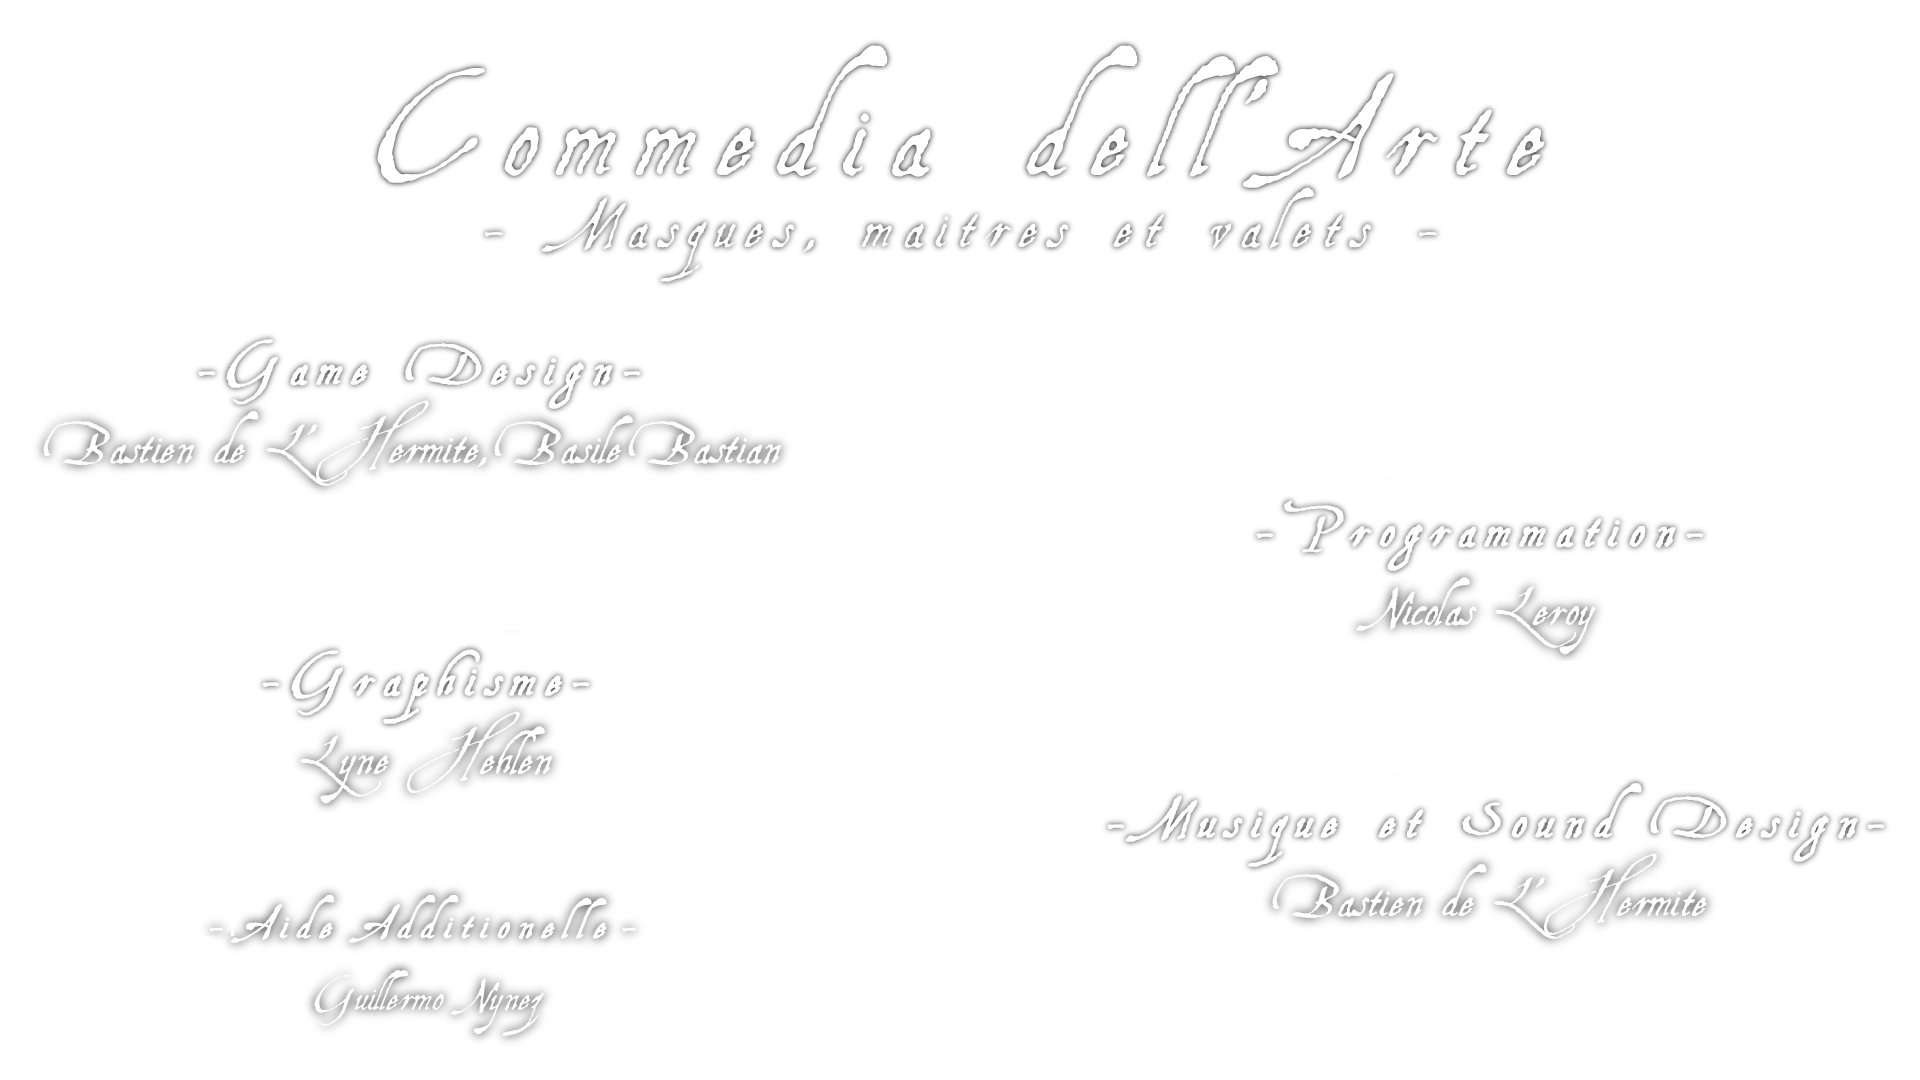 Commedia dell'Arte
- Masques, maitres et valets -
-Game Design-
Bastien de L'Hermite, Basile Bastian
-Programmation-
Nicolas Leroy
-Graphisme-
Lyne Hehlen
-Musique et Sound Design-
Bastien de L'Hermite
-Aide Additionelle-
Guillermo Nynez